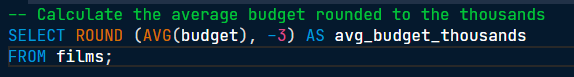 -- Calculate the average budget rounded to the thousands
SELECT ROUND (AVG(budget), -3) AS avg_budget_thousands
FROM films;